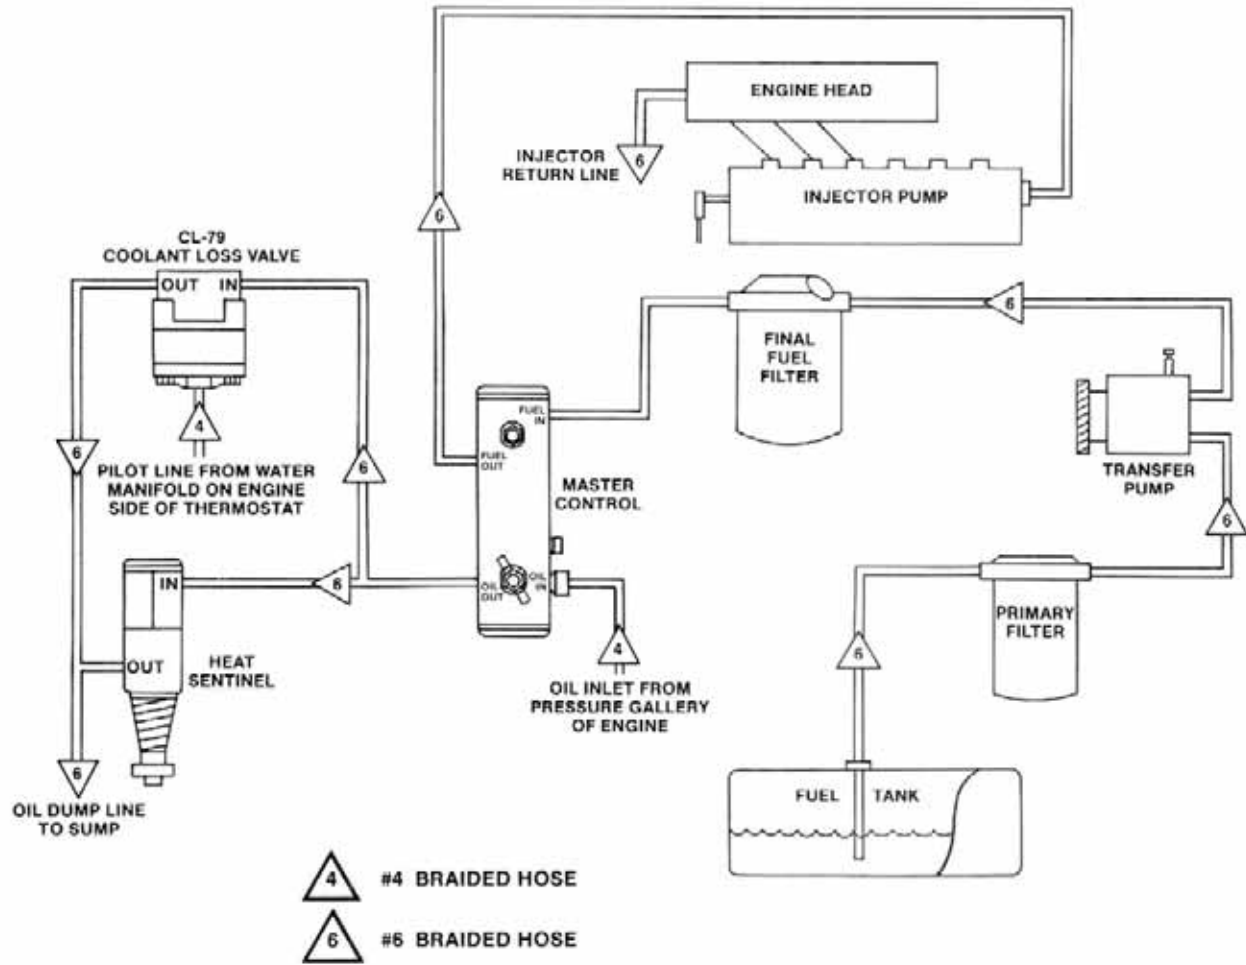 ENGINE HEAD
INJECTOR
RETURN LINE
6
INJECTOR PUMP
6
CL-79
COOLANT LOSS VALVE
OUT IN
4
PILOT LINE FROM WATER
MANIFOLD ON ENGINE
SIDE OF THERMOSTAT
6
6
FINAL
FUEL
FILTER
6
TRANSFER
PUMP
6
FUEL
IN
FUEL
OUT
MASTER
CONTROL
OIL
OUT
OIL
IN
4
OIL INLET FROM
PRESSURE GALLERY
OF ENGINE
IN
6
OUT
HEAT
SENTINEL
6
OIL DUMP LINE
TO SUMP
PRIMARY
FILTER
6
FUEL TANK
4 #4 BRAIDED HOSE
6 #6 BRAIDED HOSE